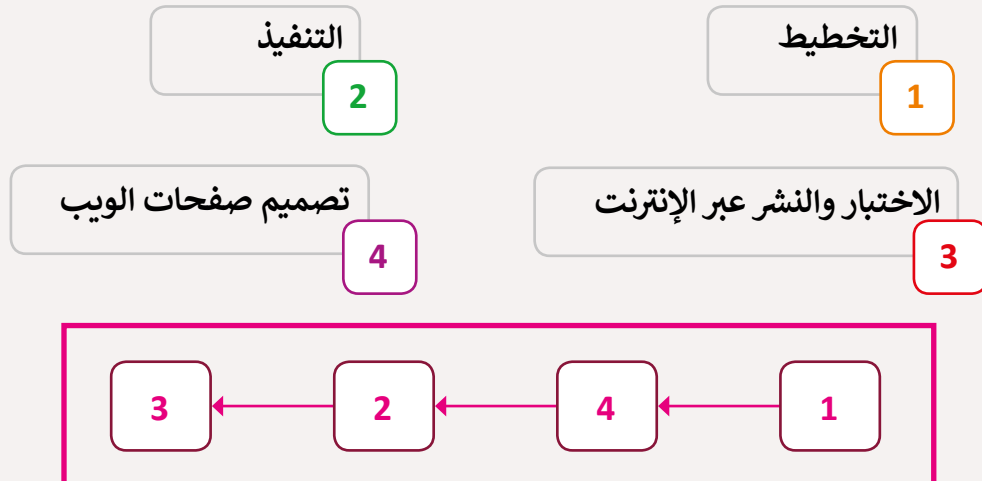 التخطيط
1
التنفيذ
2
الاختبار والنشر عبر الإنترنت
3
تصميم صفحات الويب
4
1 4 2 3